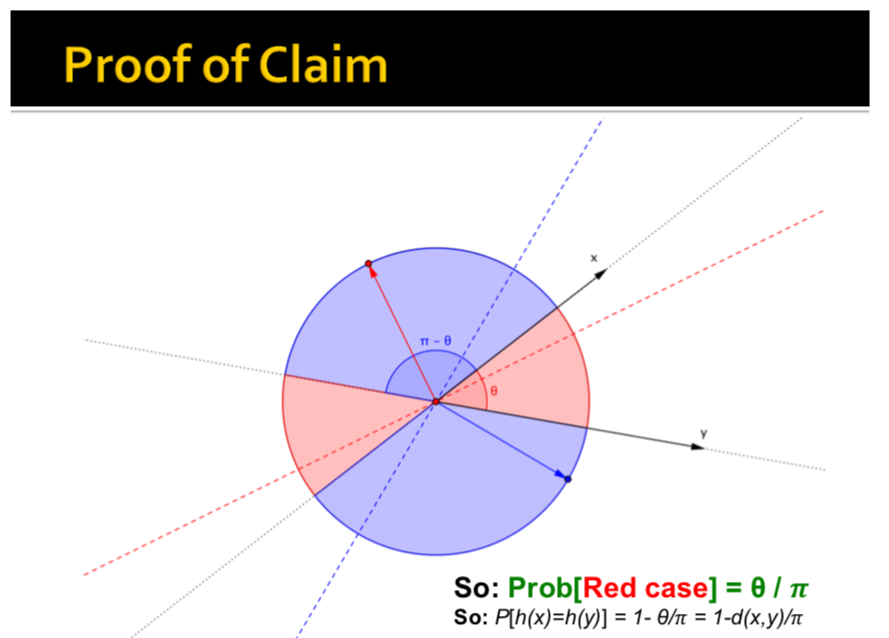 Proof of Claim
x
π − θ
θ
y
So: Prob[Red case] = θ / π
So: P[h(x)=h(y)] = 1- θ/π = 1-d(x,y)/π